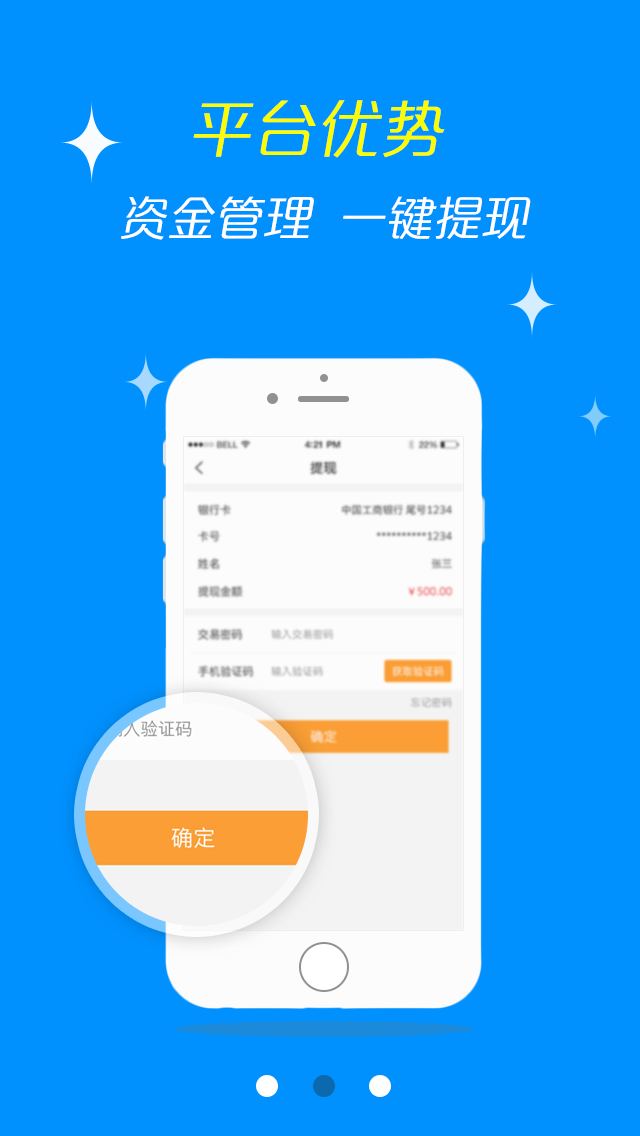 平台优势
资金管理 一键提现
BELL 4:21 PM 22%
提现
银行卡 中国工商银行 尾号1234
卡号 **********1234
姓名 张三
提现金额 ¥500.00
交易密码 输入交易密码
手机验证码 输入验证码 获取验证码
忘记密码
确定
入验证码
确定